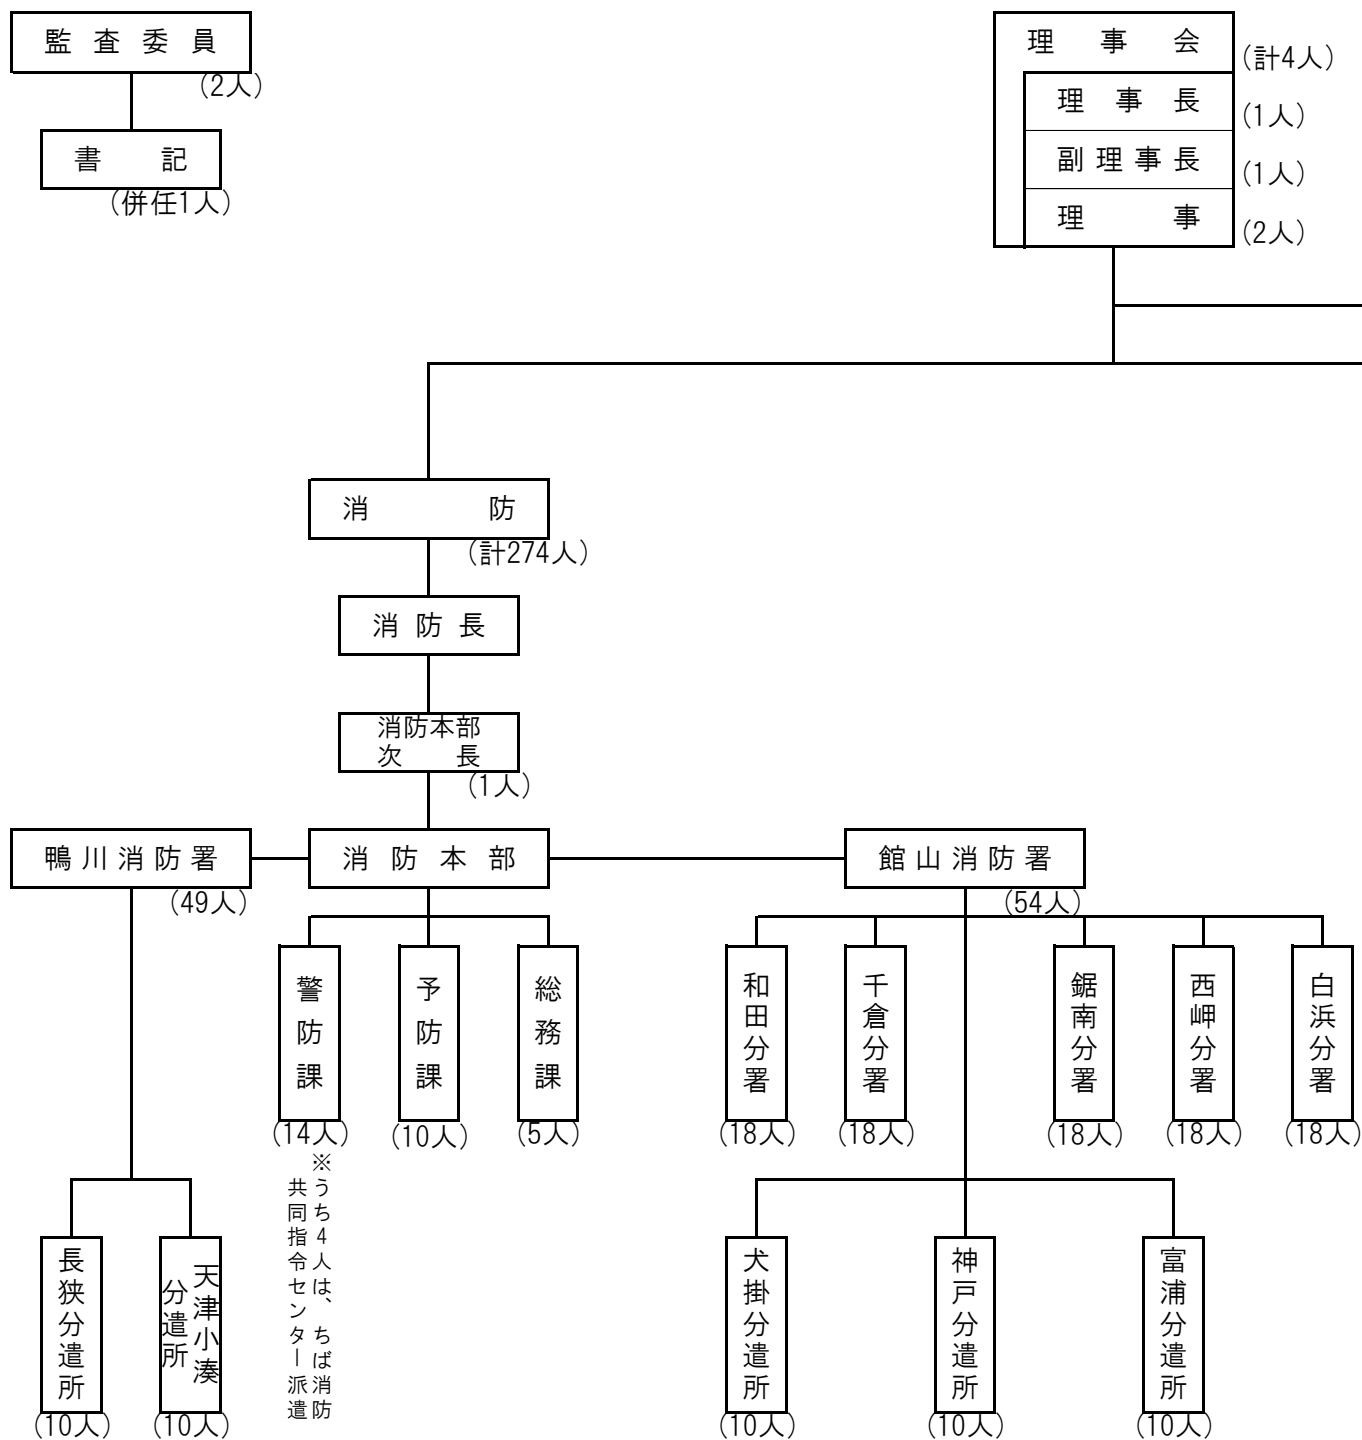 監査委員
(2人)
書記
(併任1人)
理事会
(計4人)
理事長
(1人)
副理事長
(1人)
理事
(2人)
消防
(計274人)
消防長
消防本部
次長
(1人)
鴨川消防署
(49人)
消防本部
館山消防署
(54人)
警防課
(14人)
※うち4人は、ちば消防
共同指令センター派遣
予防課
(10人)
総務課
(5人)
和田分署
(18人)
千倉分署
(18人)
鋸南分署
(18人)
西岬分署
(18人)
白浜分署
(18人)
長狭分遣所
(10人)
天津小湊
分遣所
(10人)
犬掛分遣所
(10人)
神戸分遣所
(10人)
富浦分遣所
(10人)